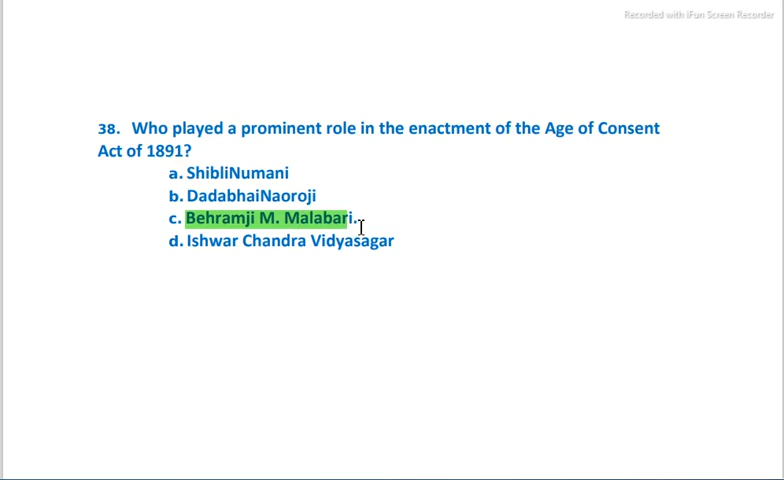 Recorded with iFun Screen Recorder
38. Who played a prominent role in the enactment of the Age of Consent
Act of 1891?
a. ShibliNumani
b. DadabhaiNaoroji
c. Behramji M. Malabari.
d. Ishwar Chandra Vidyasagar